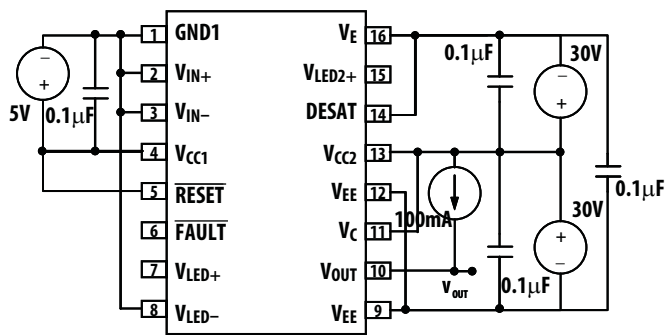 1 GND1
2 VIN+
3 VIN-
4 VCC1
5 RESET
6 FAULT
7 VLED+
8 VLED-
VE 16
VLED2+ 15
DESAT 14
VCC2 13
VEE 12
VC 11
VOUT 10
VEE 9
-
+
5V
0.1µF
0.1µF
30V
-
+
0.1µF
100mA
30V
+
-
0.1µF
VOUT